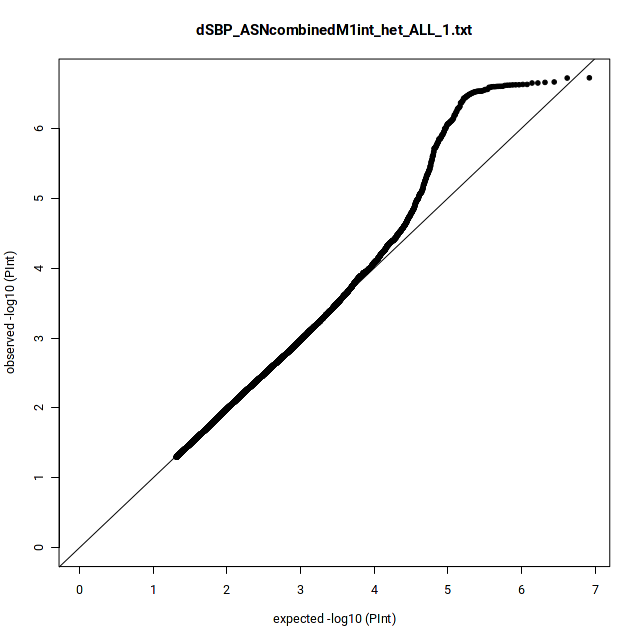 dSBP_ASNcombinedM1int_het_ALL_1.txt
observed -log10 (PInt)
6
5
4
3
2
1
0
0 1 2 3 4 5 6 7
expected -log10 (PInt)